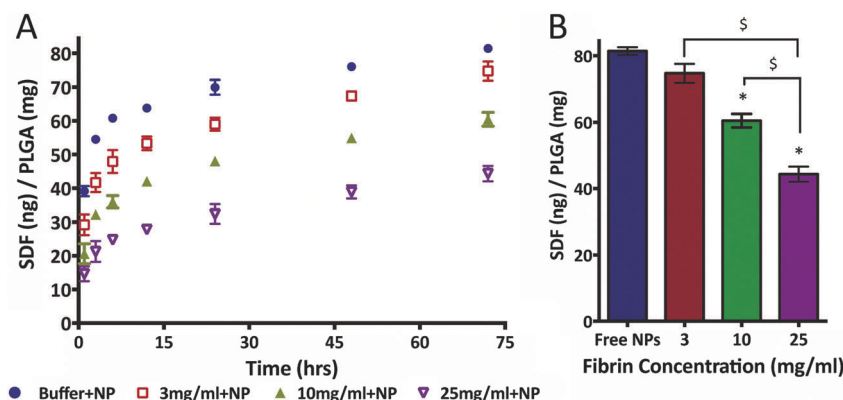 A
SDF (ng) / PLGA (mg)
80
70
60
50
40
30
20
10
0
0 15 30 45 60 75
Time (hrs)
Buffer+NP 3mg/ml+NP 10mg/ml+NP 25mg/ml+NP
B
SDF (ng) / PLGA (mg)
80
60
40
20
0
$
$
*
*
Free NPs 3 10 25
Fibrin Concentration (mg/ml)